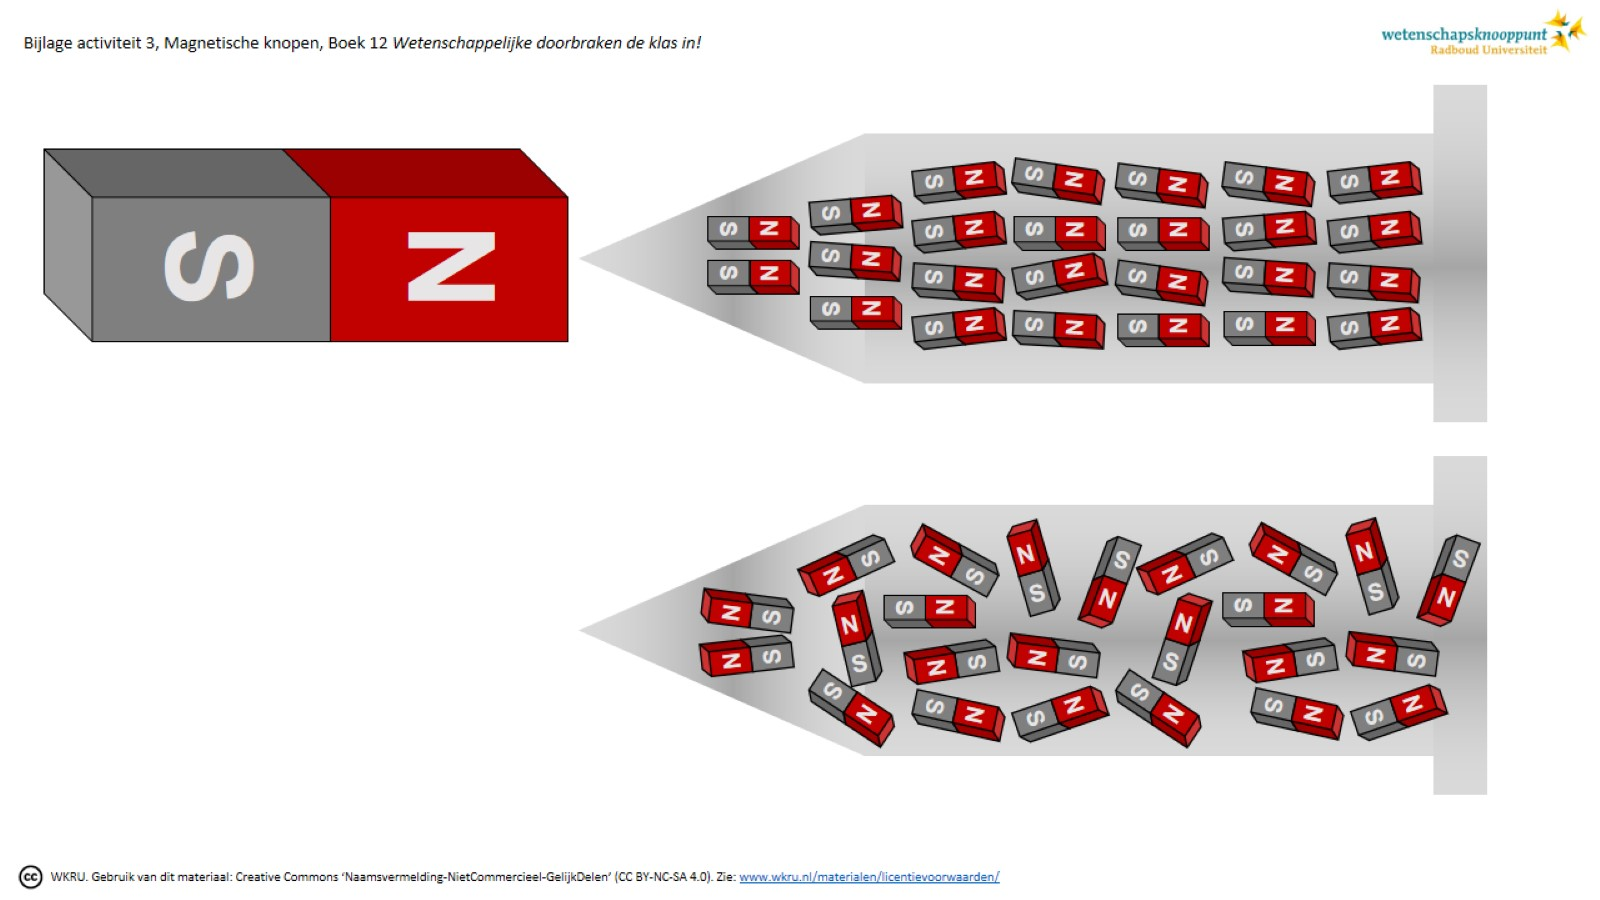 Bijlage activiteit 3, Magnetische knopen, Boek 12 Wetenschappelijke doorbraken de klas in!
wetenschapsknooppunt
Radboud Universiteit
S N
S N S N S N S N S N
S N S N
S N S N S N S N S N
S N S N
S N S N S N S N S N
S N
S N S N S N S N S N
N S N S N S N N S N S N S
N S N S N S N S N S N S
N S N S N S N S N S
S N S N S N S N S N S N
cc WKRU. Gebruik van dit materiaal: Creative Commons ‘Naamsvermelding-NietCommercieel-GelijkDelen’ (CC BY-NC-SA 4.0). Zie: www.wkru.nl/materialen/licentievoorwaarden/